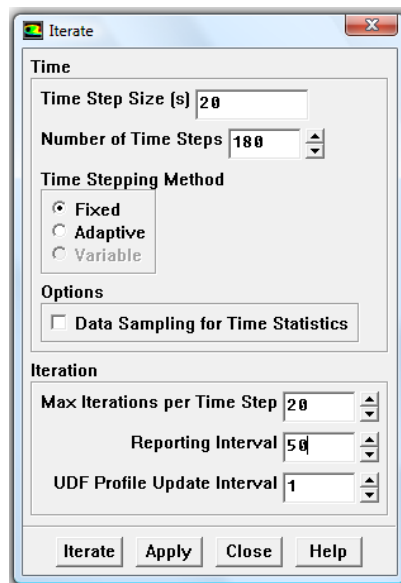 Iterate
Time
Time Step Size (s) 20
Number of Time Steps 180
Time Stepping Method
Fixed
Adaptive
Variable
Options
Data Sampling for Time Statistics
Iteration
Max Iterations per Time Step 20
Reporting Interval 50
UDF Profile Update Interval 1
Iterate Apply Close Help